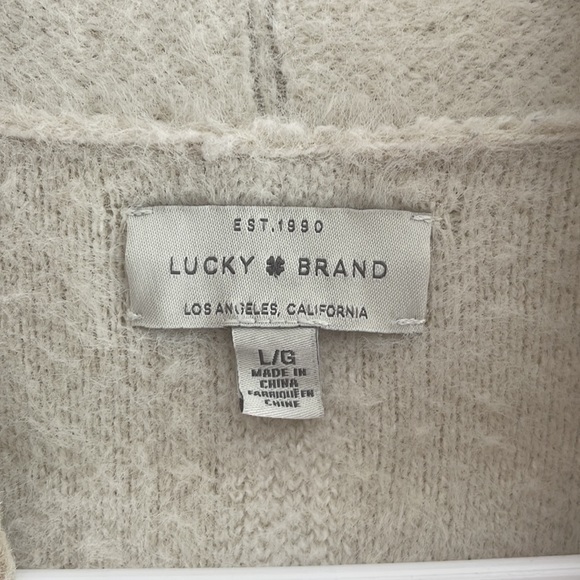 EST.1990
LUCKY BRAND
LOS ANGELES, CALIFORNIA
L/G
MADE IN
CHINA
FABRIQUÉ EN
CHINE